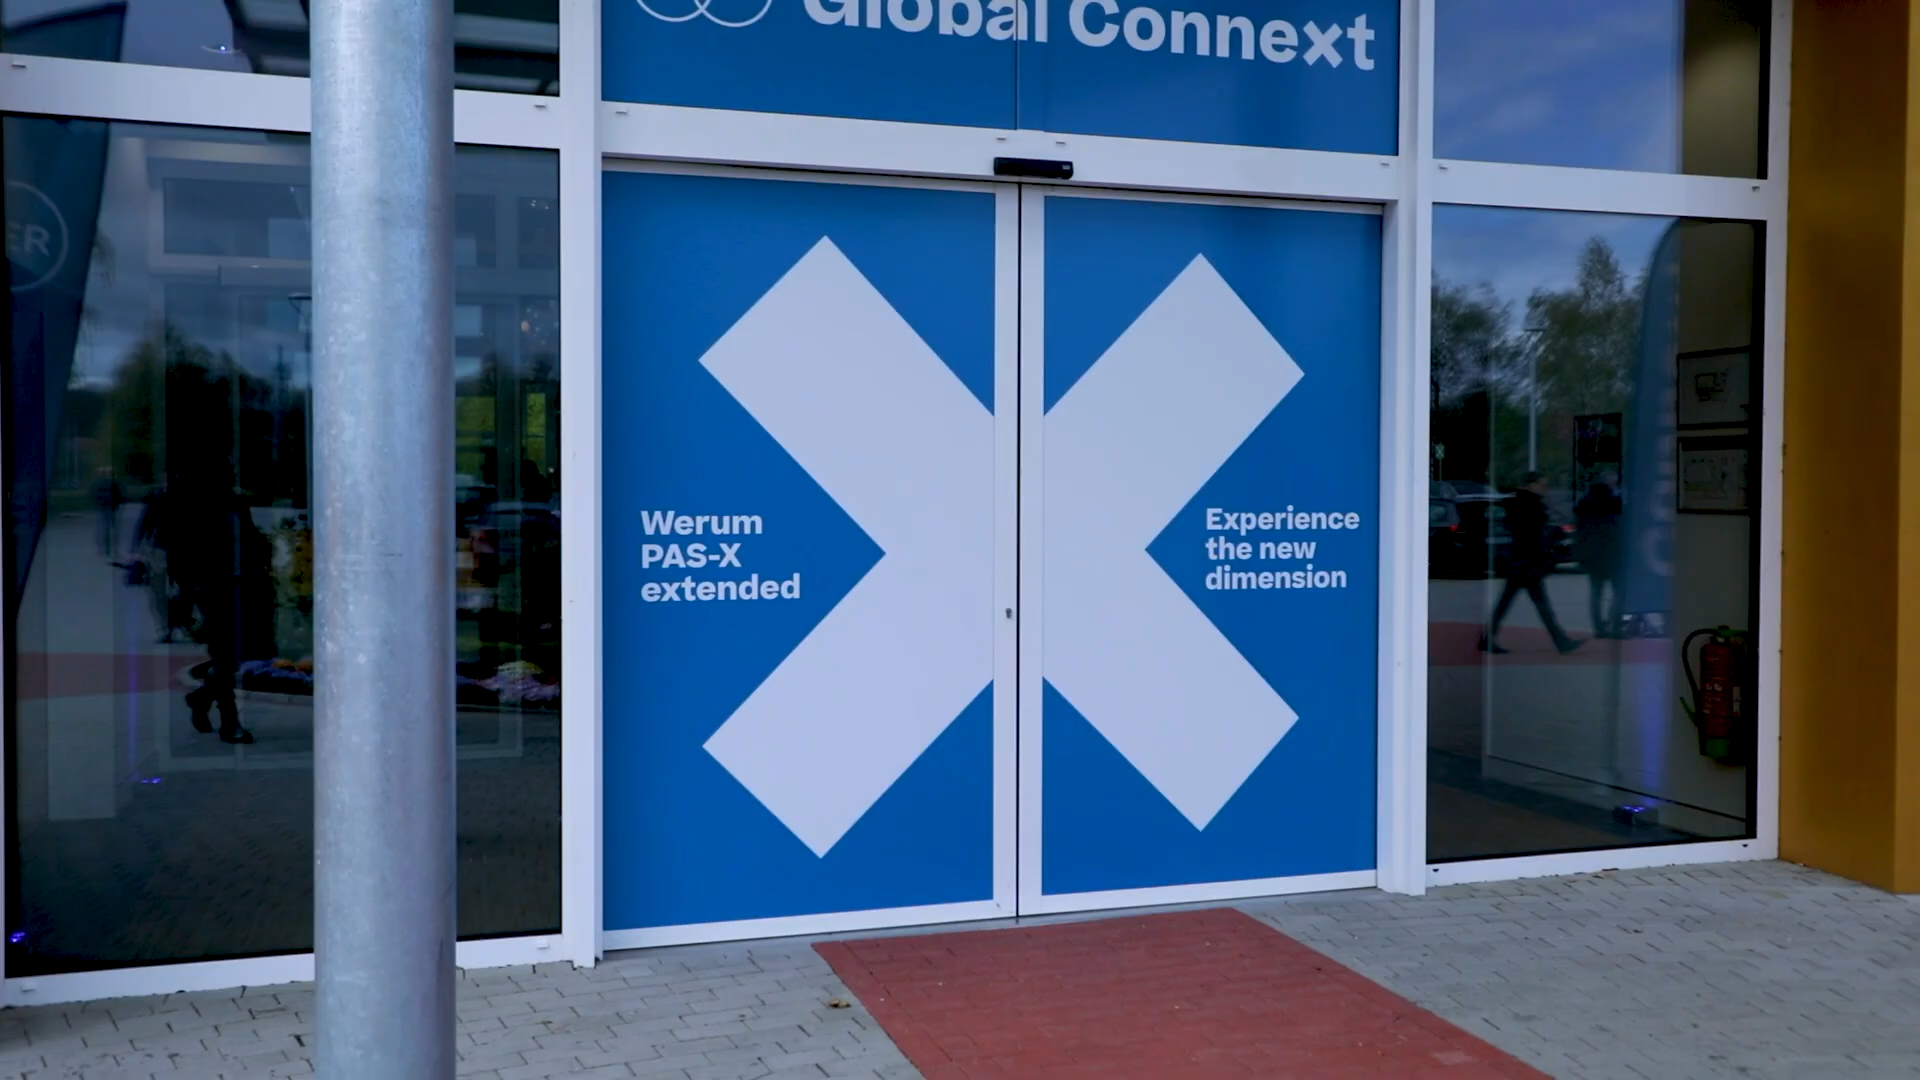 Global Connext
Werum
PAS-X
extended
Experience
the new
dimension